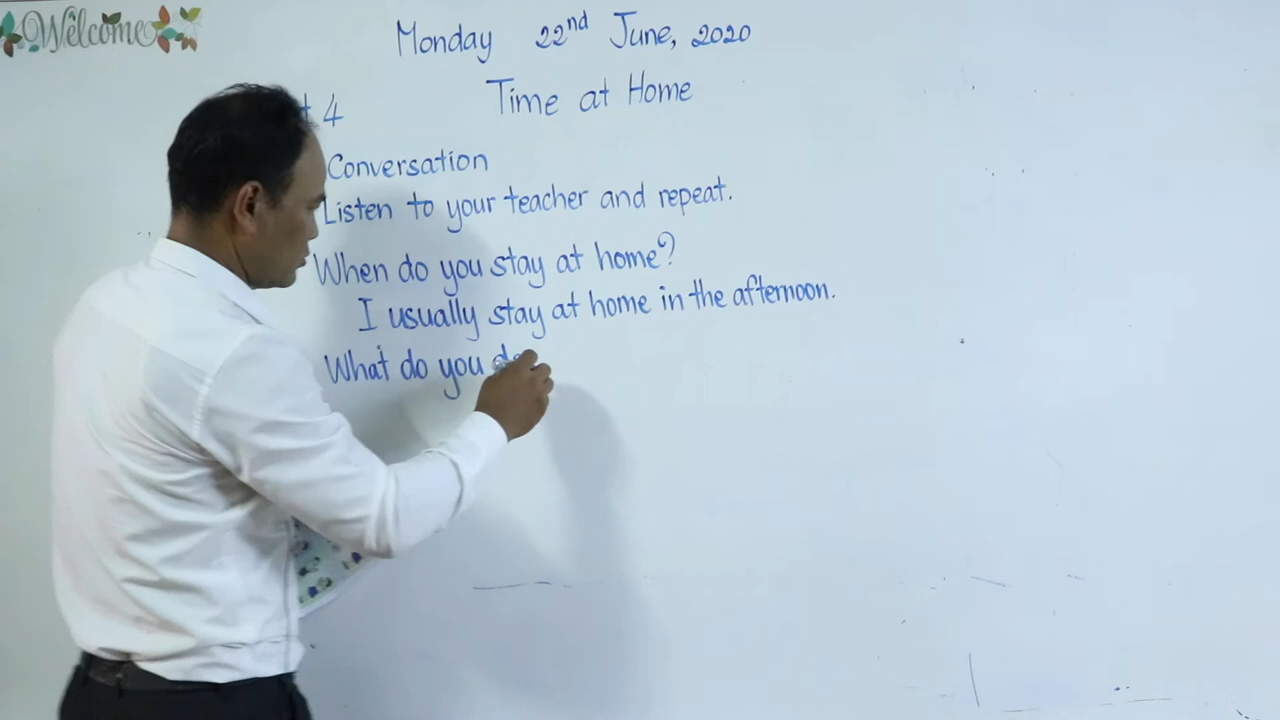 Welcome
Monday 22nd June, 2020
4 Time at Home
Conversation
Listen to your teacher and repeat.
When do you stay at home?
I usually stay at home in the afternoon.
What do you